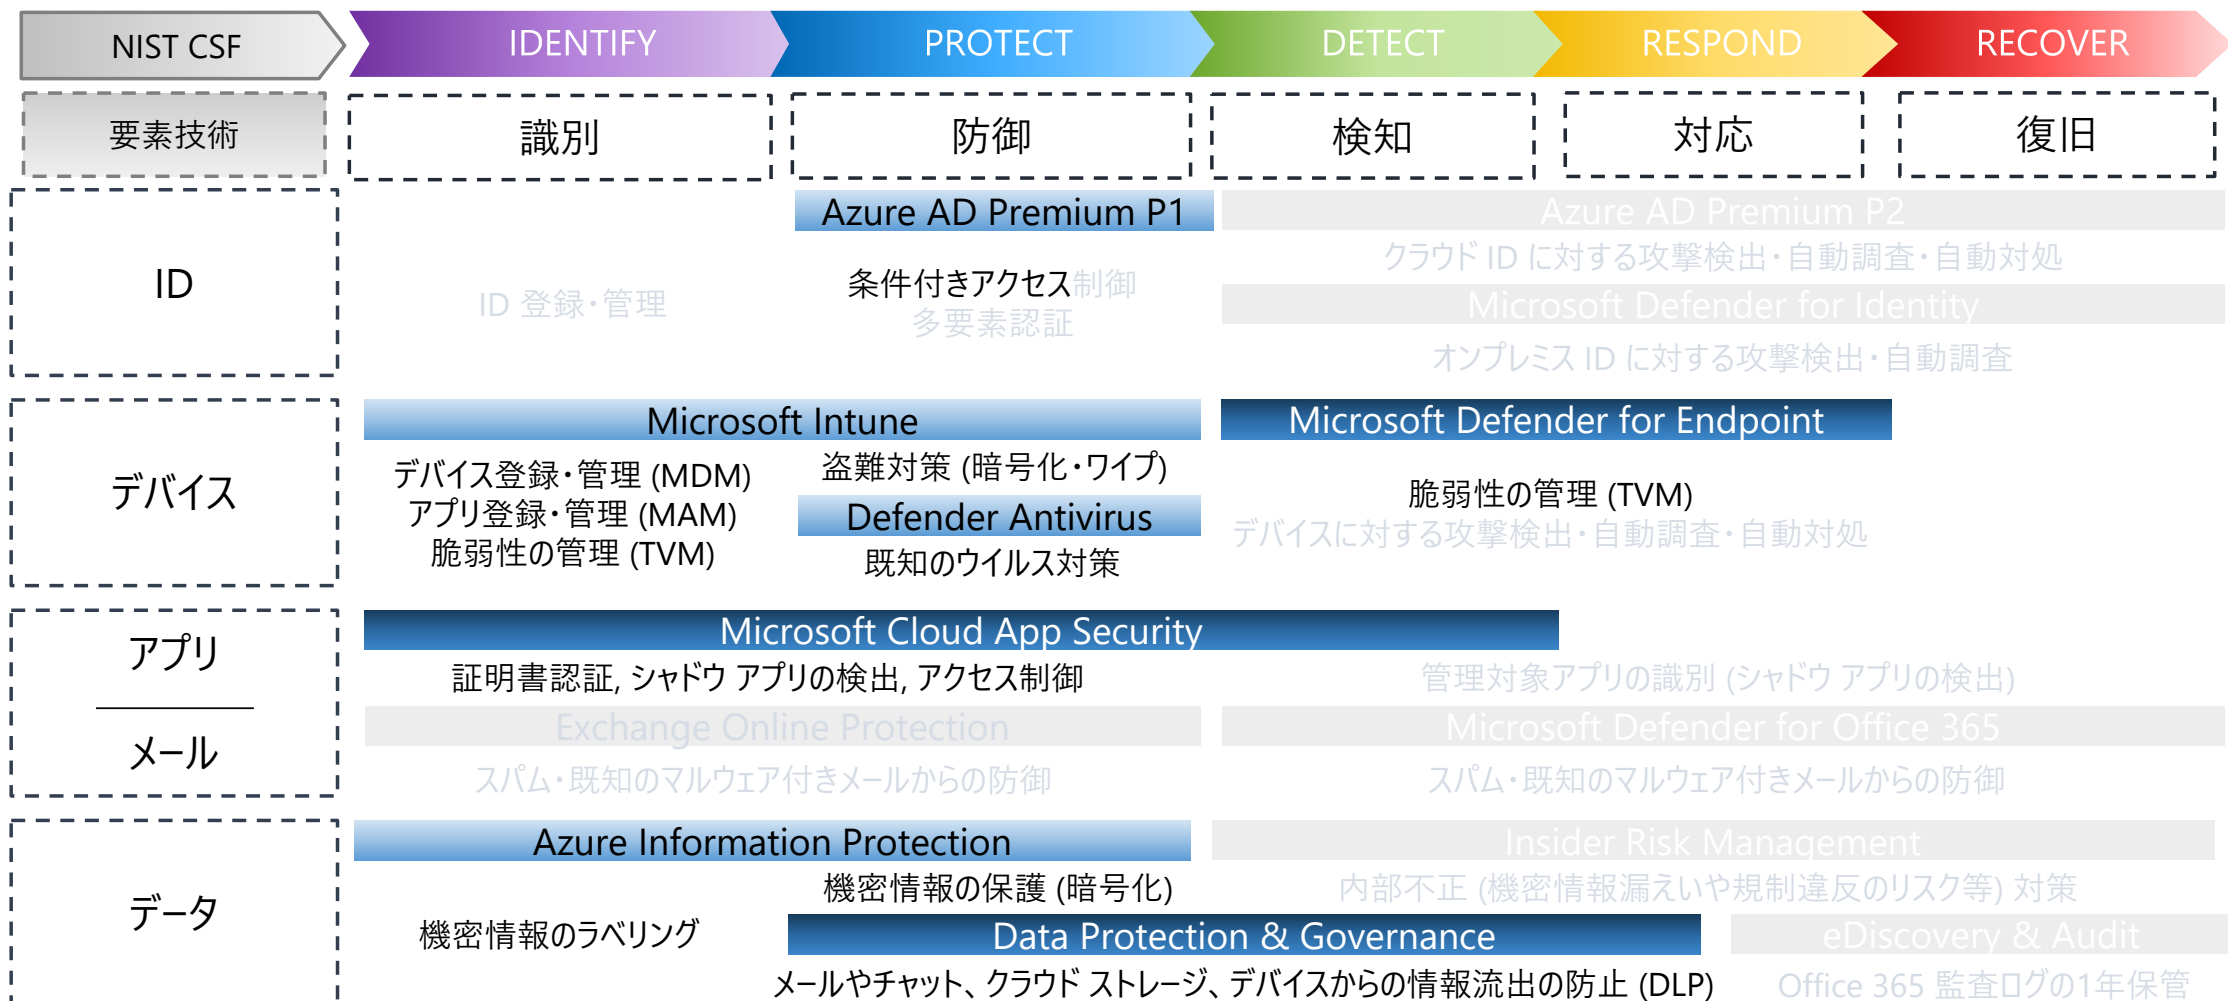 NIST CSF
IDENTIFY
PROTECT
DETECT
RESPOND
RECOVER
要素技術
識別
防御
検知
対応
復旧
ID
ID 登録・管理
Azure AD Premium P1
条件付きアクセス制御
多要素認証
Azure AD Premium P2
クラウド ID に対する攻撃検出・自動調査・自動対処
Microsoft Defender for Identity
オンプレミス ID に対する攻撃検出・自動調査
デバイス
Microsoft Intune
デバイス登録・管理 (MDM)
アプリ登録・管理 (MAM)
脆弱性の管理 (TVM)
盗難対策 (暗号化・ワイプ)
Defender Antivirus
既知のウイルス対策
Microsoft Defender for Endpoint
脆弱性の管理 (TVM)
デバイスに対する攻撃検出・自動調査・自動対処
アプリ
メール
Microsoft Cloud App Security
証明書認証, シャドウ アプリの検出, アクセス制御
管理対象アプリの識別 (シャドウ アプリの検出)
Exchange Online Protection
スパム・既知のマルウェア付きメールからの防御
Microsoft Defender for Office 365
スパム・既知のマルウェア付きメールからの防御
データ
Azure Information Protection
機密情報の保護 (暗号化)
機密情報のラベリング
Insider Risk Management
内部不正 (機密情報漏えいや規制違反のリスク等) 対策
Data Protection & Governance
メールやチャット、クラウド ストレージ、デバイスからの情報流出の防止 (DLP)
eDiscovery & Audit
Office 365 監査ログの1年保管